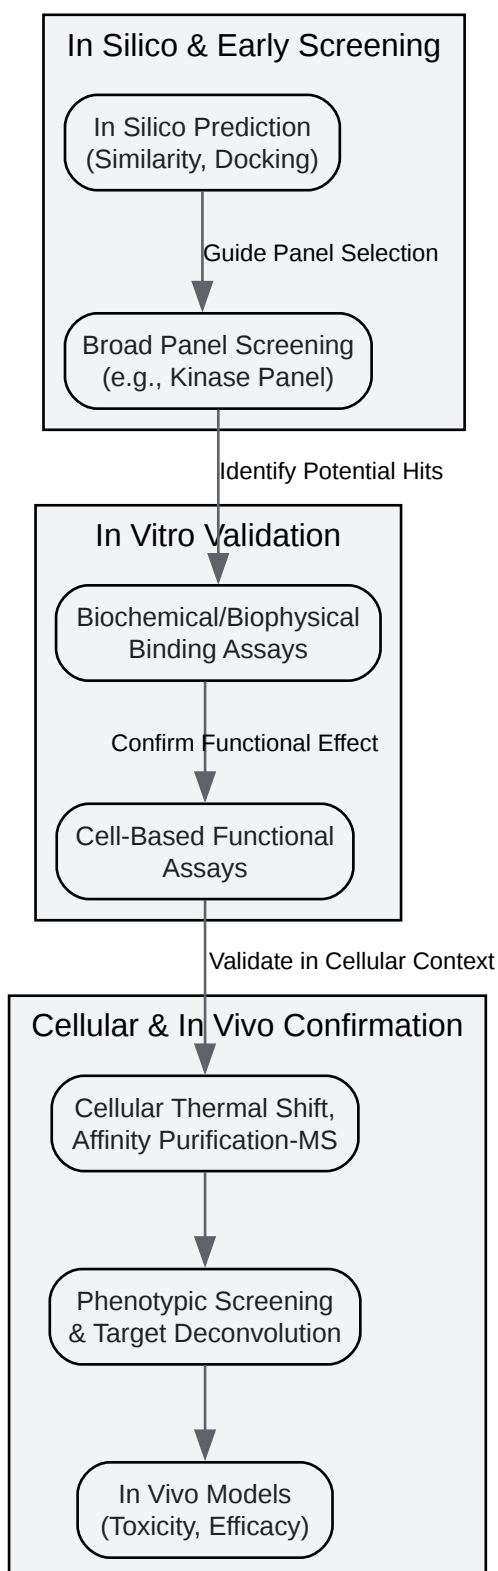 In Silico & Early Screening
In Silico Prediction
(Similarity, Docking)
Guide Panel Selection
Broad Panel Screening
(e.g., Kinase Panel)
Identify Potential Hits
In Vitro Validation
Biochemical/Biophysical
Binding Assays
Confirm Functional Effect
Cell-Based Functional
Assays
Validate in Cellular Context
Cellular & In Vivo Confirmation
Cellular Thermal Shift,
Affinity Purification-MS
Phenotypic Screening
& Target Deconvolution
In Vivo Models
(Toxicity, Efficacy)